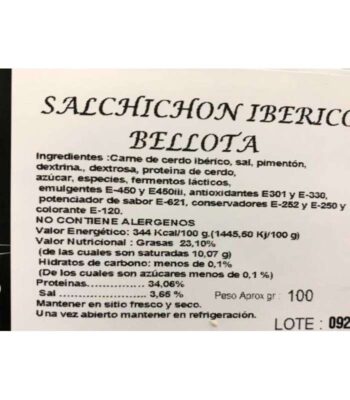 SALCHICHON IBERICO
BELLOTA
Ingredientes :Carne de cerdo ibérico, sal, pimentón,
dextrina., dextrosa, proteina de cerdo,
azúcar, especies, fermentos lácticos,
emulgentes E-450 y E450iii, antioxidantes E301 y E-330,
potenciador de sabor E-621, conservadores E-252 y E-250 y
colorante E-120.
NO CONTIENE ALERGENOS
Valor Energético: 344 Kcal/100 g.(1445,50 Kj/100 g)
Valor Nutricional : Grasas 23,10%
(de las cuales son saturadas 10,07 g)
Hidratos de carbono: menos de 0,1%
(De los cuales son azúcares menos de 0,1 %)
Proteinas............ 34,06%
Sal ..................... 3,65 % Peso Aprox gr : 100
Mantener en sitio fresco y seco.
Una vez abierto mantener en refrigeración.
LOTE : 092